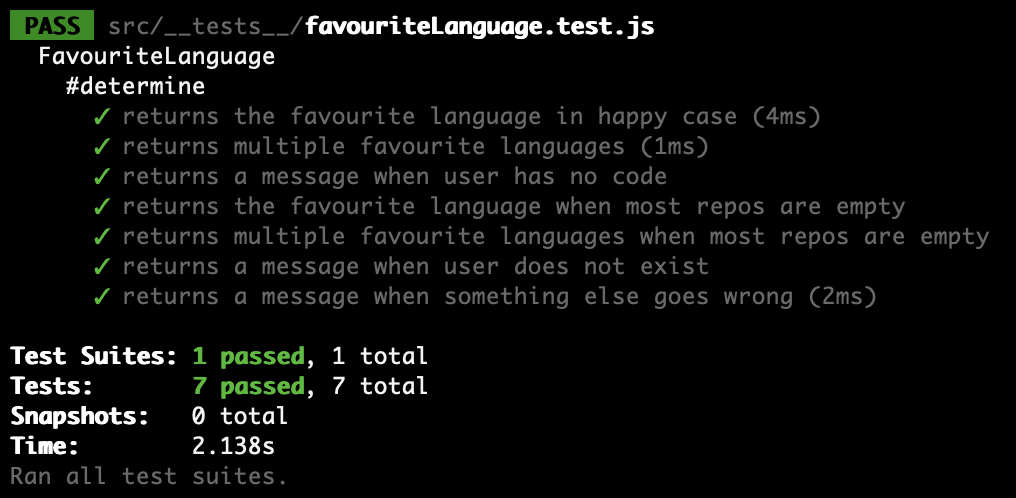 PASS src/__tests__/favouriteLanguage.test.js
FavouriteLanguage
#determine
✓ returns the favourite language in happy case (4ms)
✓ returns multiple favourite languages (1ms)
✓ returns a message when user has no code
✓ returns the favourite language when most repos are empty
✓ returns multiple favourite languages when most repos are empty
✓ returns a message when user does not exist
✓ returns a message when something else goes wrong (2ms)
Test Suites: 1 passed, 1 total
Tests: 7 passed, 7 total
Snapshots: 0 total
Time: 2.138s
Ran all test suites.